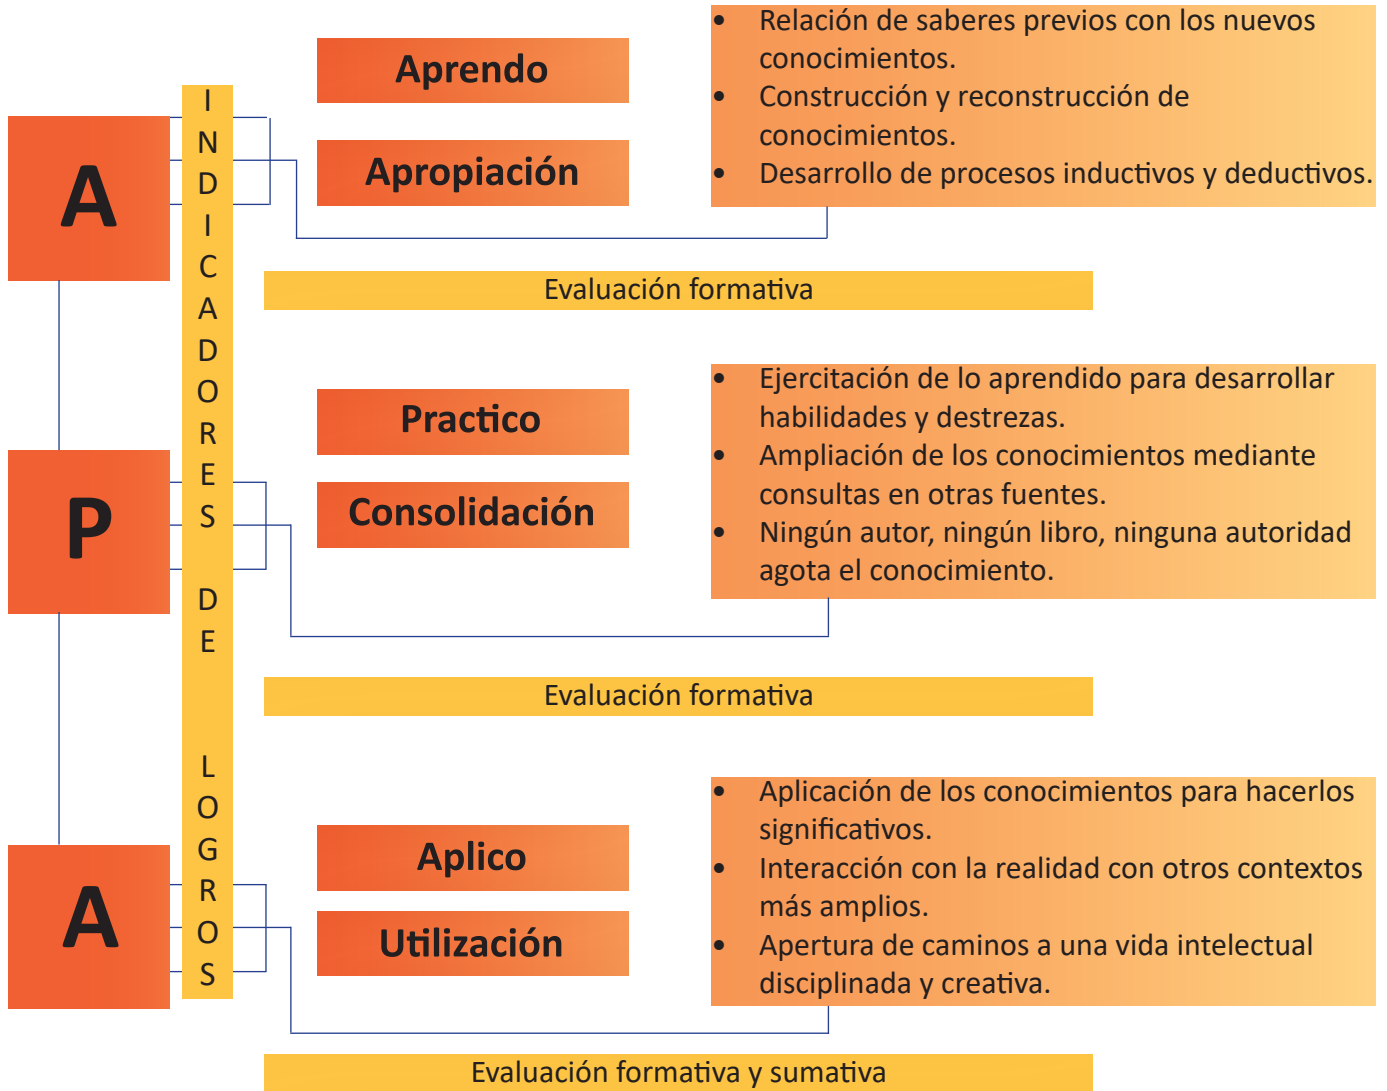 INDICADORES DE LOGROS
A
Aprendo
Apropiación
• Relación de saberes previos con los nuevos
conocimientos.
• Construcción y reconstrucción de
conocimientos.
• Desarrollo de procesos inductivos y deductivos.
Evaluación formativa
P
Practico
Consolidación
• Ejercitación de lo aprendido para desarrollar
habilidades y destrezas.
• Ampliación de los conocimientos mediante
consultas en otras fuentes.
• Ningún autor, ningún libro, ninguna autoridad
agota el conocimiento.
Evaluación formativa
A
Aplico
Utilización
• Aplicación de los conocimientos para hacerlos
significativos.
• Interacción con la realidad con otros contextos
más amplios.
• Apertura de caminos a una vida intelectual
disciplinada y creativa.
Evaluación formativa y sumativa